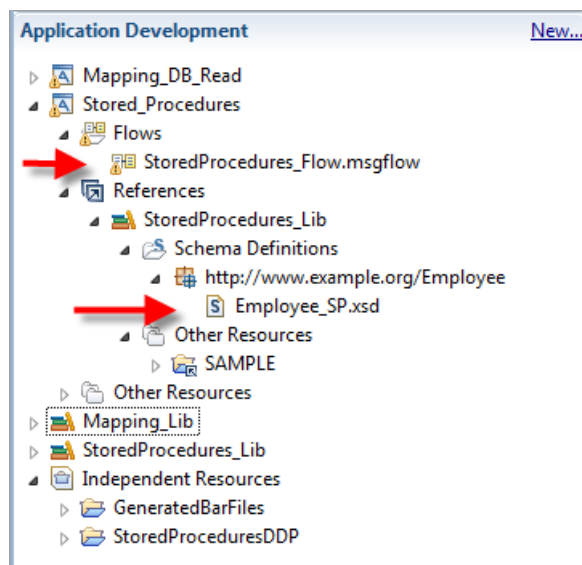 Application Development New...
Mapping_DB_Read
Stored_Procedures
Flows
StoredProcedures_Flow.msgflow
References
StoredProcedures_Lib
Schema Definitions
http://www.example.org/Employee
Employee_SP.xsd
Other Resources
SAMPLE
Other Resources
Mapping_Lib
StoredProcedures_Lib
Independent Resources
GeneratedBarFiles
StoredProceduresDDP